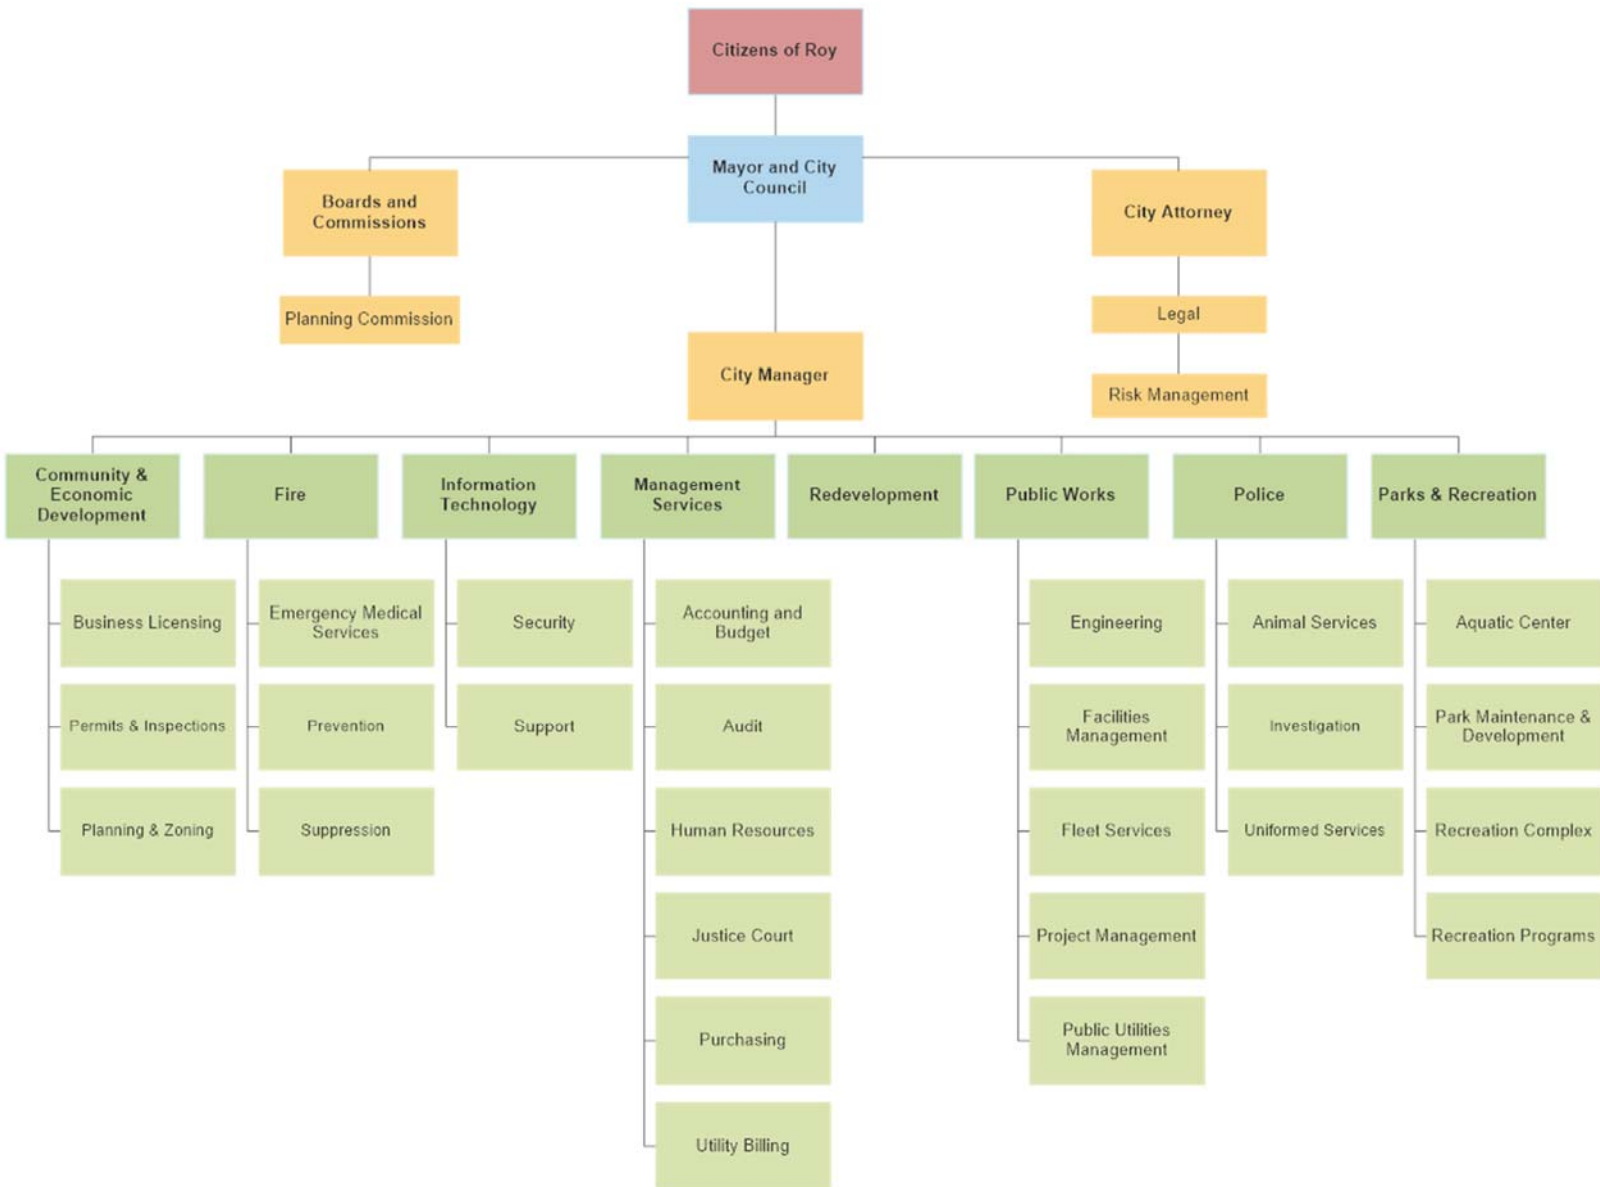 Citizens of Roy
Mayor and City
Council
Boards and
Commissions
City Attorney
Planning Commission
Legal
City Manager
Risk Management
Community &
Economic
Development
Fire
Information
Technology
Management
Services
Redevelopment
Public Works
Police
Parks & Recreation
Business Licensing
Emergency Medical
Services
Security
Accounting and
Budget
Engineering
Animal Services
Aquatic Center
Permits & Inspections
Prevention
Support
Audit
Facilities
Management
Investigation
Park Maintenance &
Development
Planning & Zoning
Suppression
Human Resources
Fleet Services
Uniformed Services
Recreation Complex
Justice Court
Project Management
Recreation Programs
Purchasing
Public Utilities
Management
Utility Billing